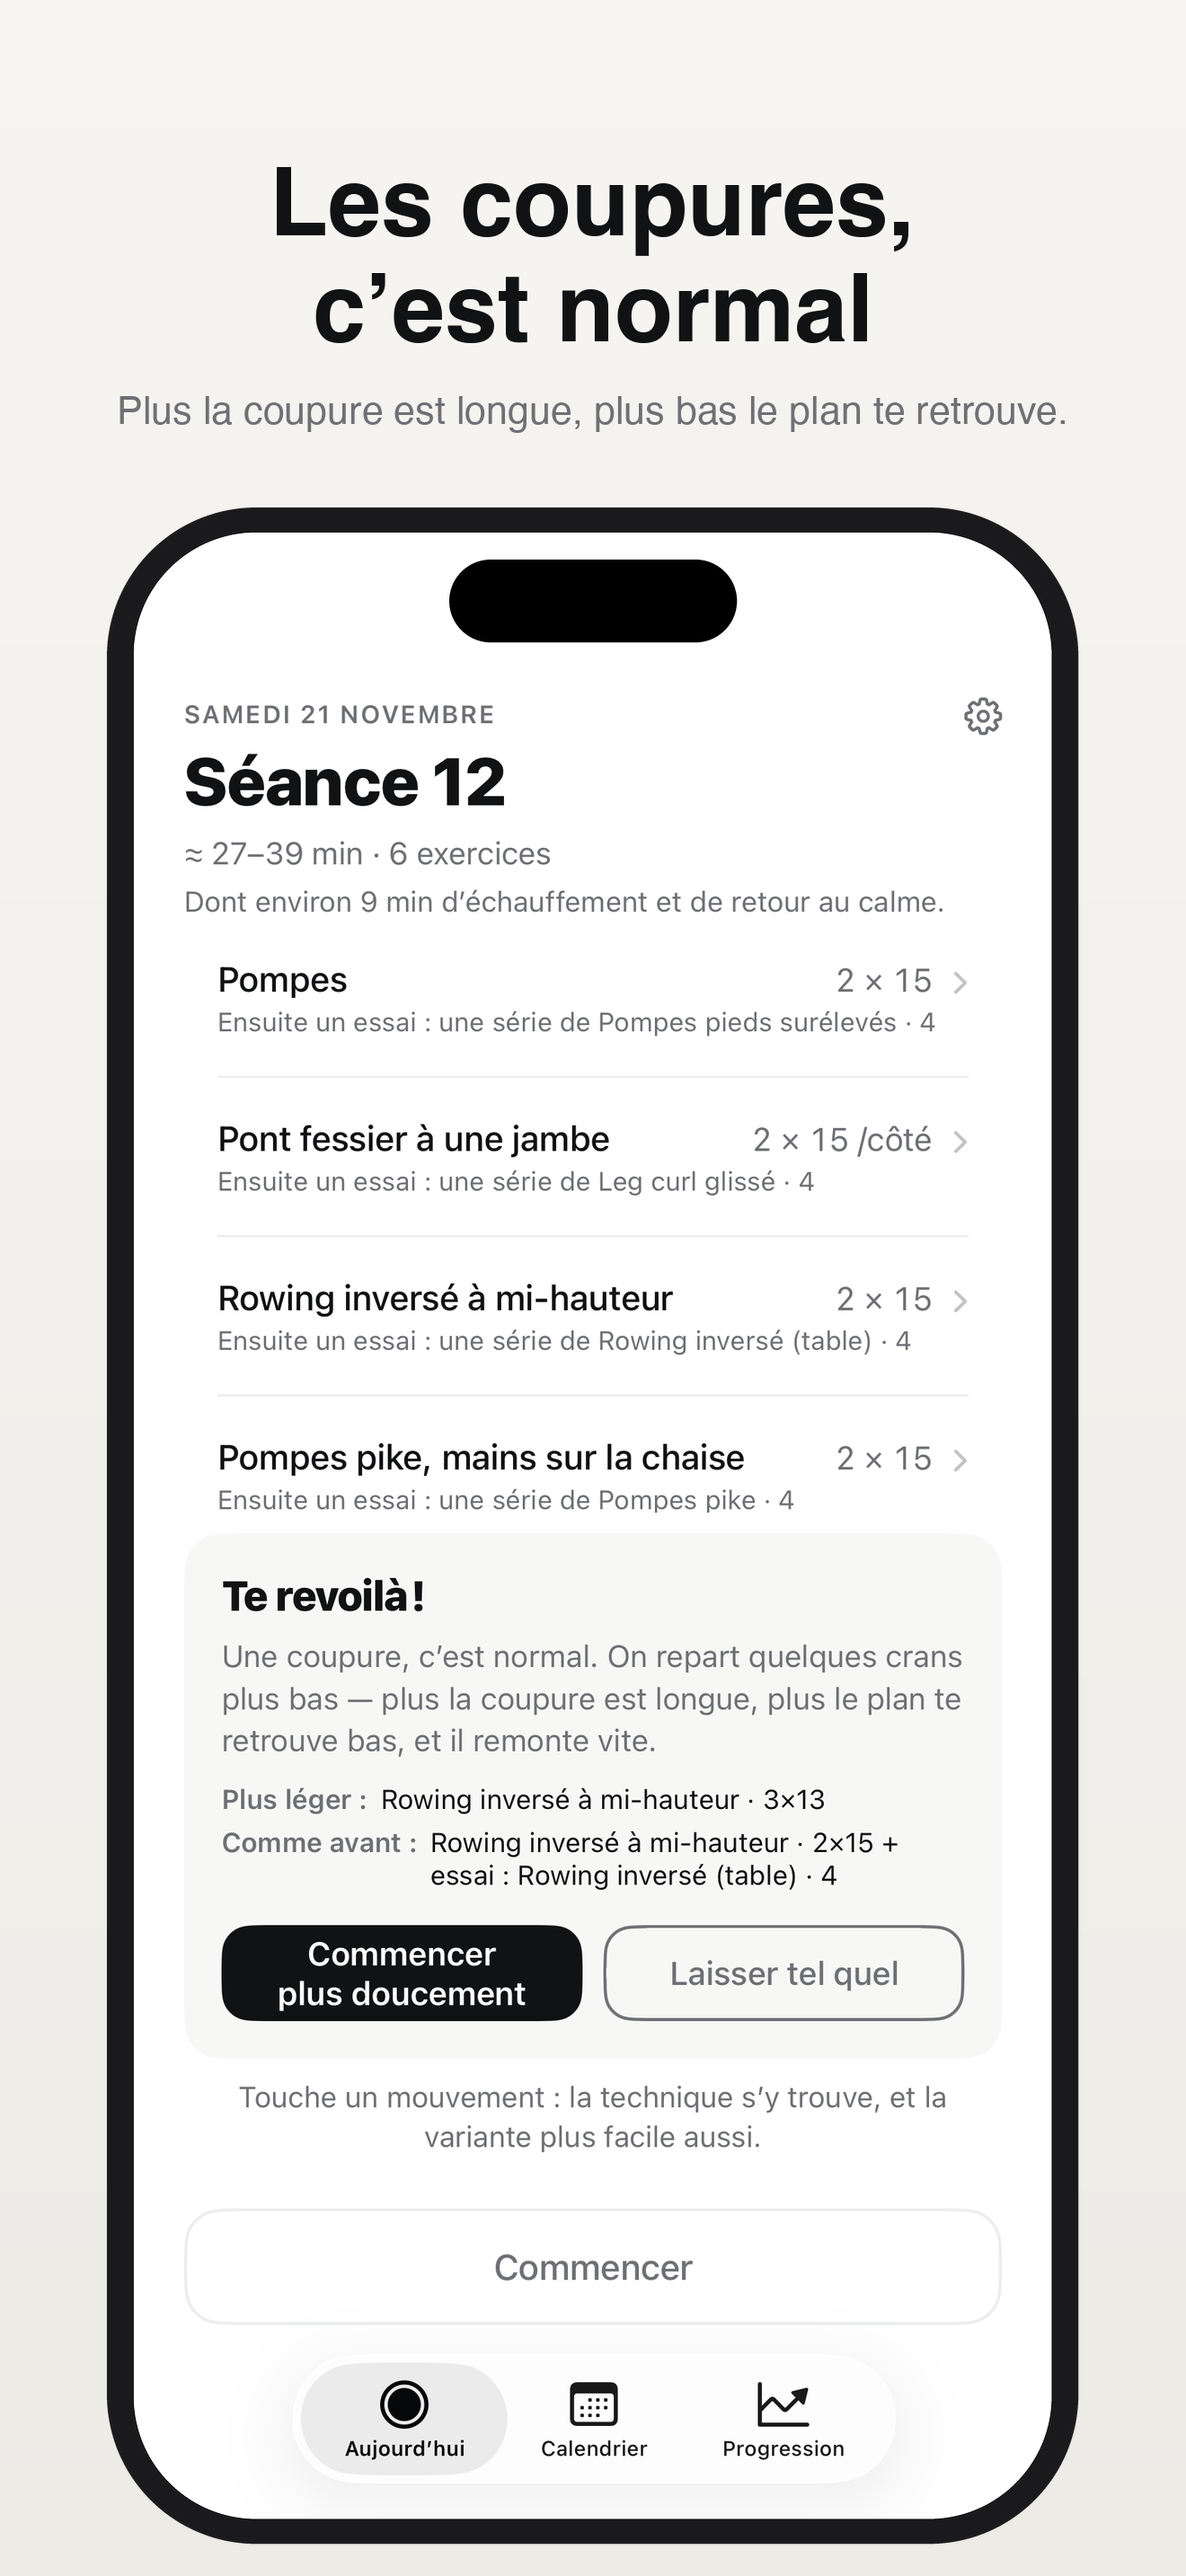 Les coupures,
c’est normal
Plus la coupure est longue, plus bas le plan te retrouve.
SAMEDI 21 NOVEMBRE
Séance 12
≈ 27–39 min · 6 exercices
Dont environ 9 min d’échauffement et de retour au calme.
Pompes 2 × 15
Ensuite un essai : une série de Pompes pieds surélevés · 4
Pont fessier à une jambe 2 × 15 /côté
Ensuite un essai : une série de Leg curl glissé · 4
Rowing inversé à mi-hauteur 2 × 15
Ensuite un essai : une série de Rowing inversé (table) · 4
Pompes pike, mains sur la chaise 2 × 15
Ensuite un essai : une série de Pompes pike · 4
Te revoilà !
Une coupure, c’est normal. On repart quelques crans
plus bas — plus la coupure est longue, plus le plan te
retrouve bas, et il remonte vite.
Plus léger : Rowing inversé à mi-hauteur · 3×13
Comme avant : Rowing inversé à mi-hauteur · 2×15 +
essai : Rowing inversé (table) · 4
Commencer
plus doucement
Laisser tel quel
Touche un mouvement : la technique s’y trouve, et la
variante plus facile aussi.
Commencer
Aujourd’hui Calendrier Progression